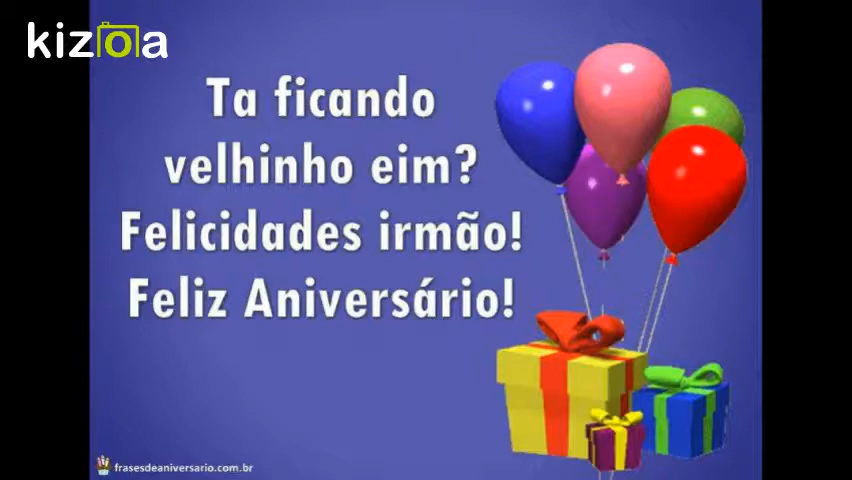 kizoa
Ta ficando
velhinho eim?
Felicidades irmão!
Feliz Aniversário!
frasesdeaniversario.com.br